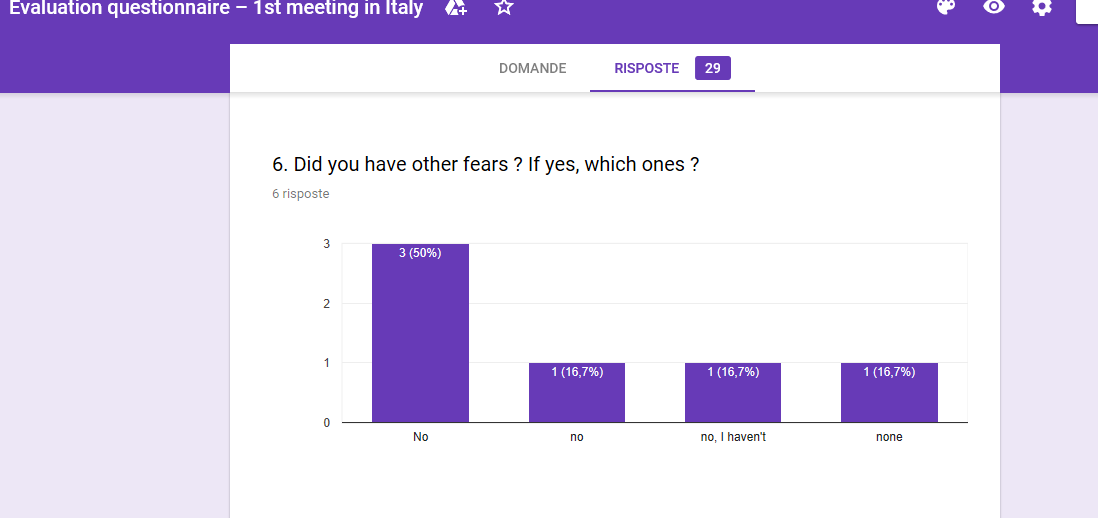 Evaluation questionnaire – 1st meeting in Italy
DOMANDE RISPOSTE 29
6. Did you have other fears ? If yes, which ones ?
6 risposte
3
2
1
0
3 (50%)
1 (16,7%)
1 (16,7%)
1 (16,7%)
No
no
no, I haven't
none